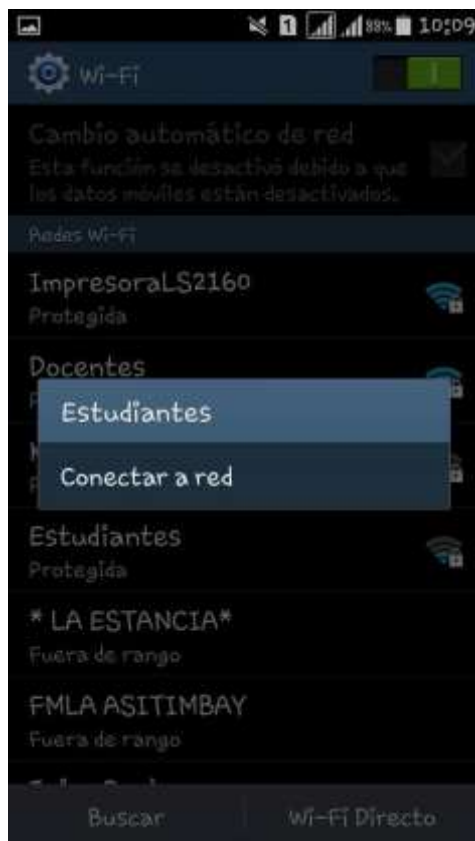 1 88% 10:09
Wi-Fi
Cambio automático de red
Esta función se desactivó debido a que
los datos móviles están desactivados.
Redes Wi-Fi
ImpresoraLS2160
Protegida
Docentes
Estudiantes
Conectar a red
Estudiantes
Protegida
* LA ESTANCIA*
Fuera de rango
FMLA ASITIMBAY
Fuera de rango
Buscar
Wi-Fi Directo